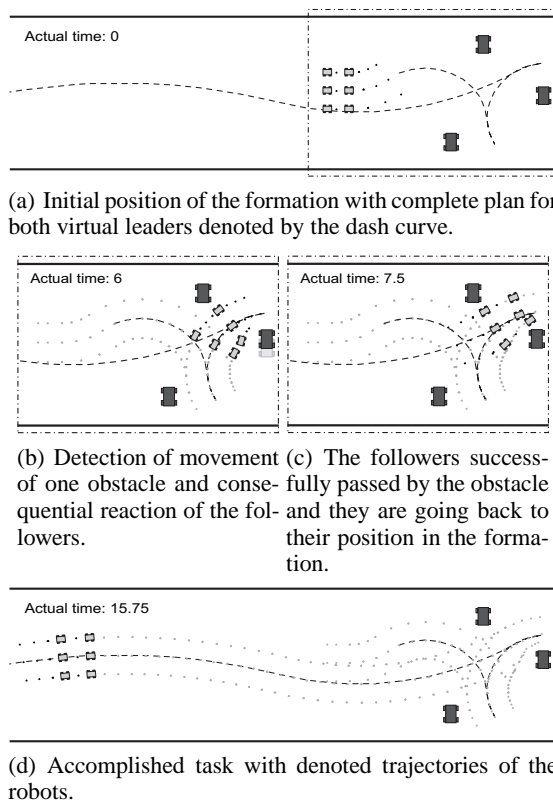 Actual time: 0
(a) Initial position of the formation with complete plan for
both virtual leaders denoted by the dash curve.
Actual time: 6
Actual time: 7.5
(b) Detection of movement
of one obstacle and conse-
quential reaction of the fol-
lowers.
(c) The followers success-
fully passed by the obstacle
and they are going back to
their position in the forma-
tion.
Actual time: 15.75
(d) Accomplished task with denoted trajectories of the
robots.